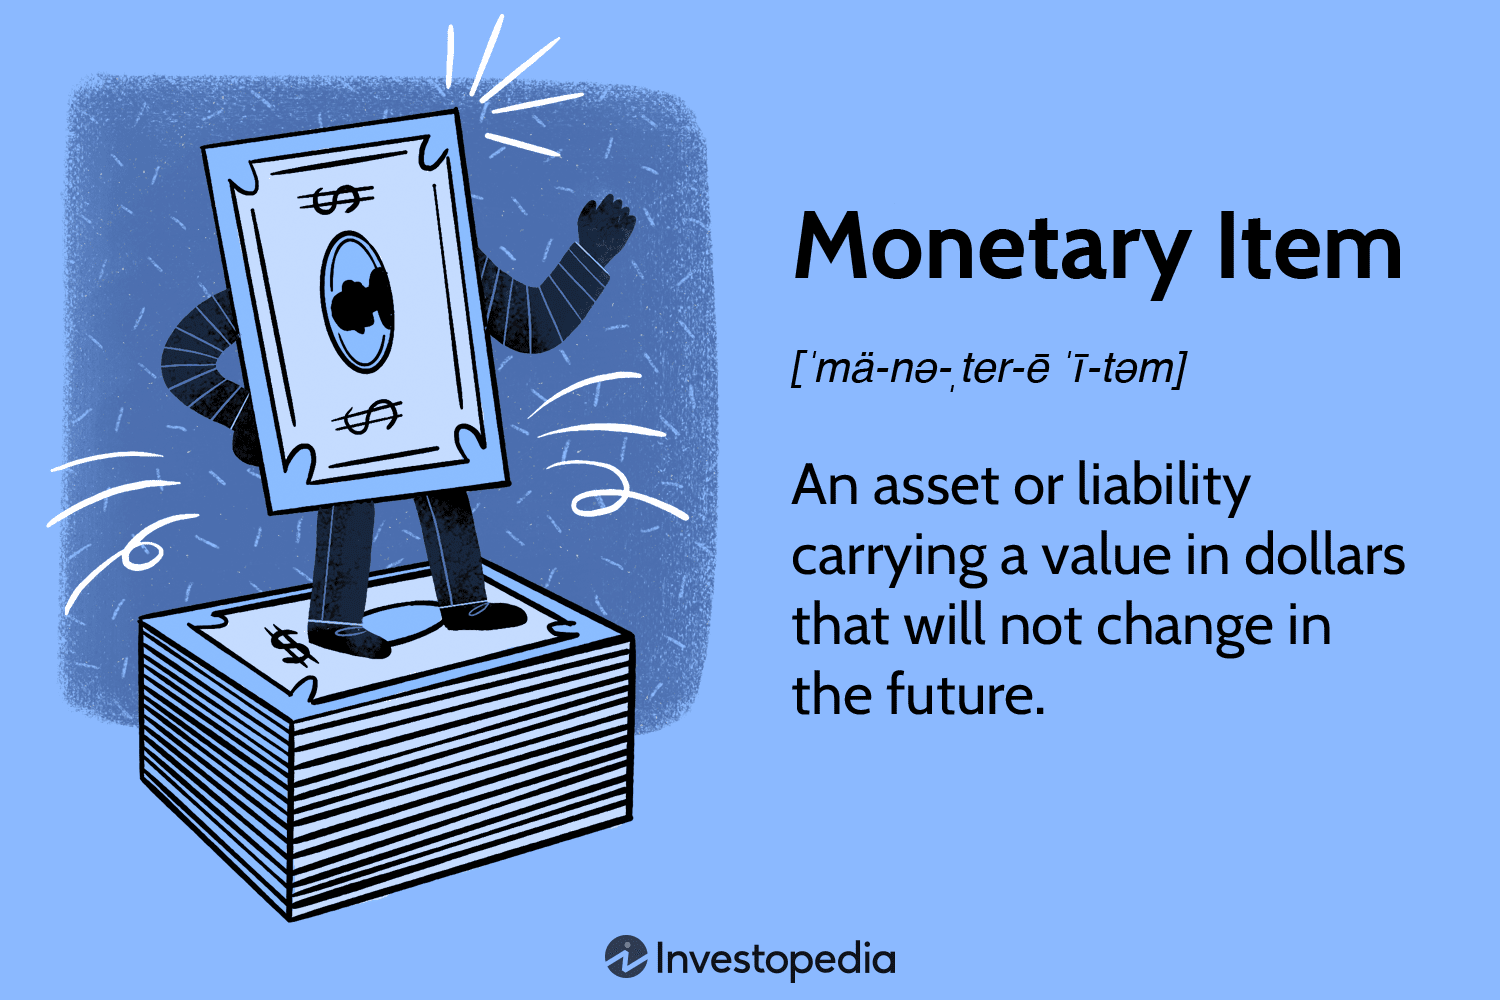 $
$
$
Monetary Item
[ˈmä-nə-ˌter-ē ˈī-təm]
An asset or liability
carrying a value in dollars
that will not change in
the future.
Investopedia